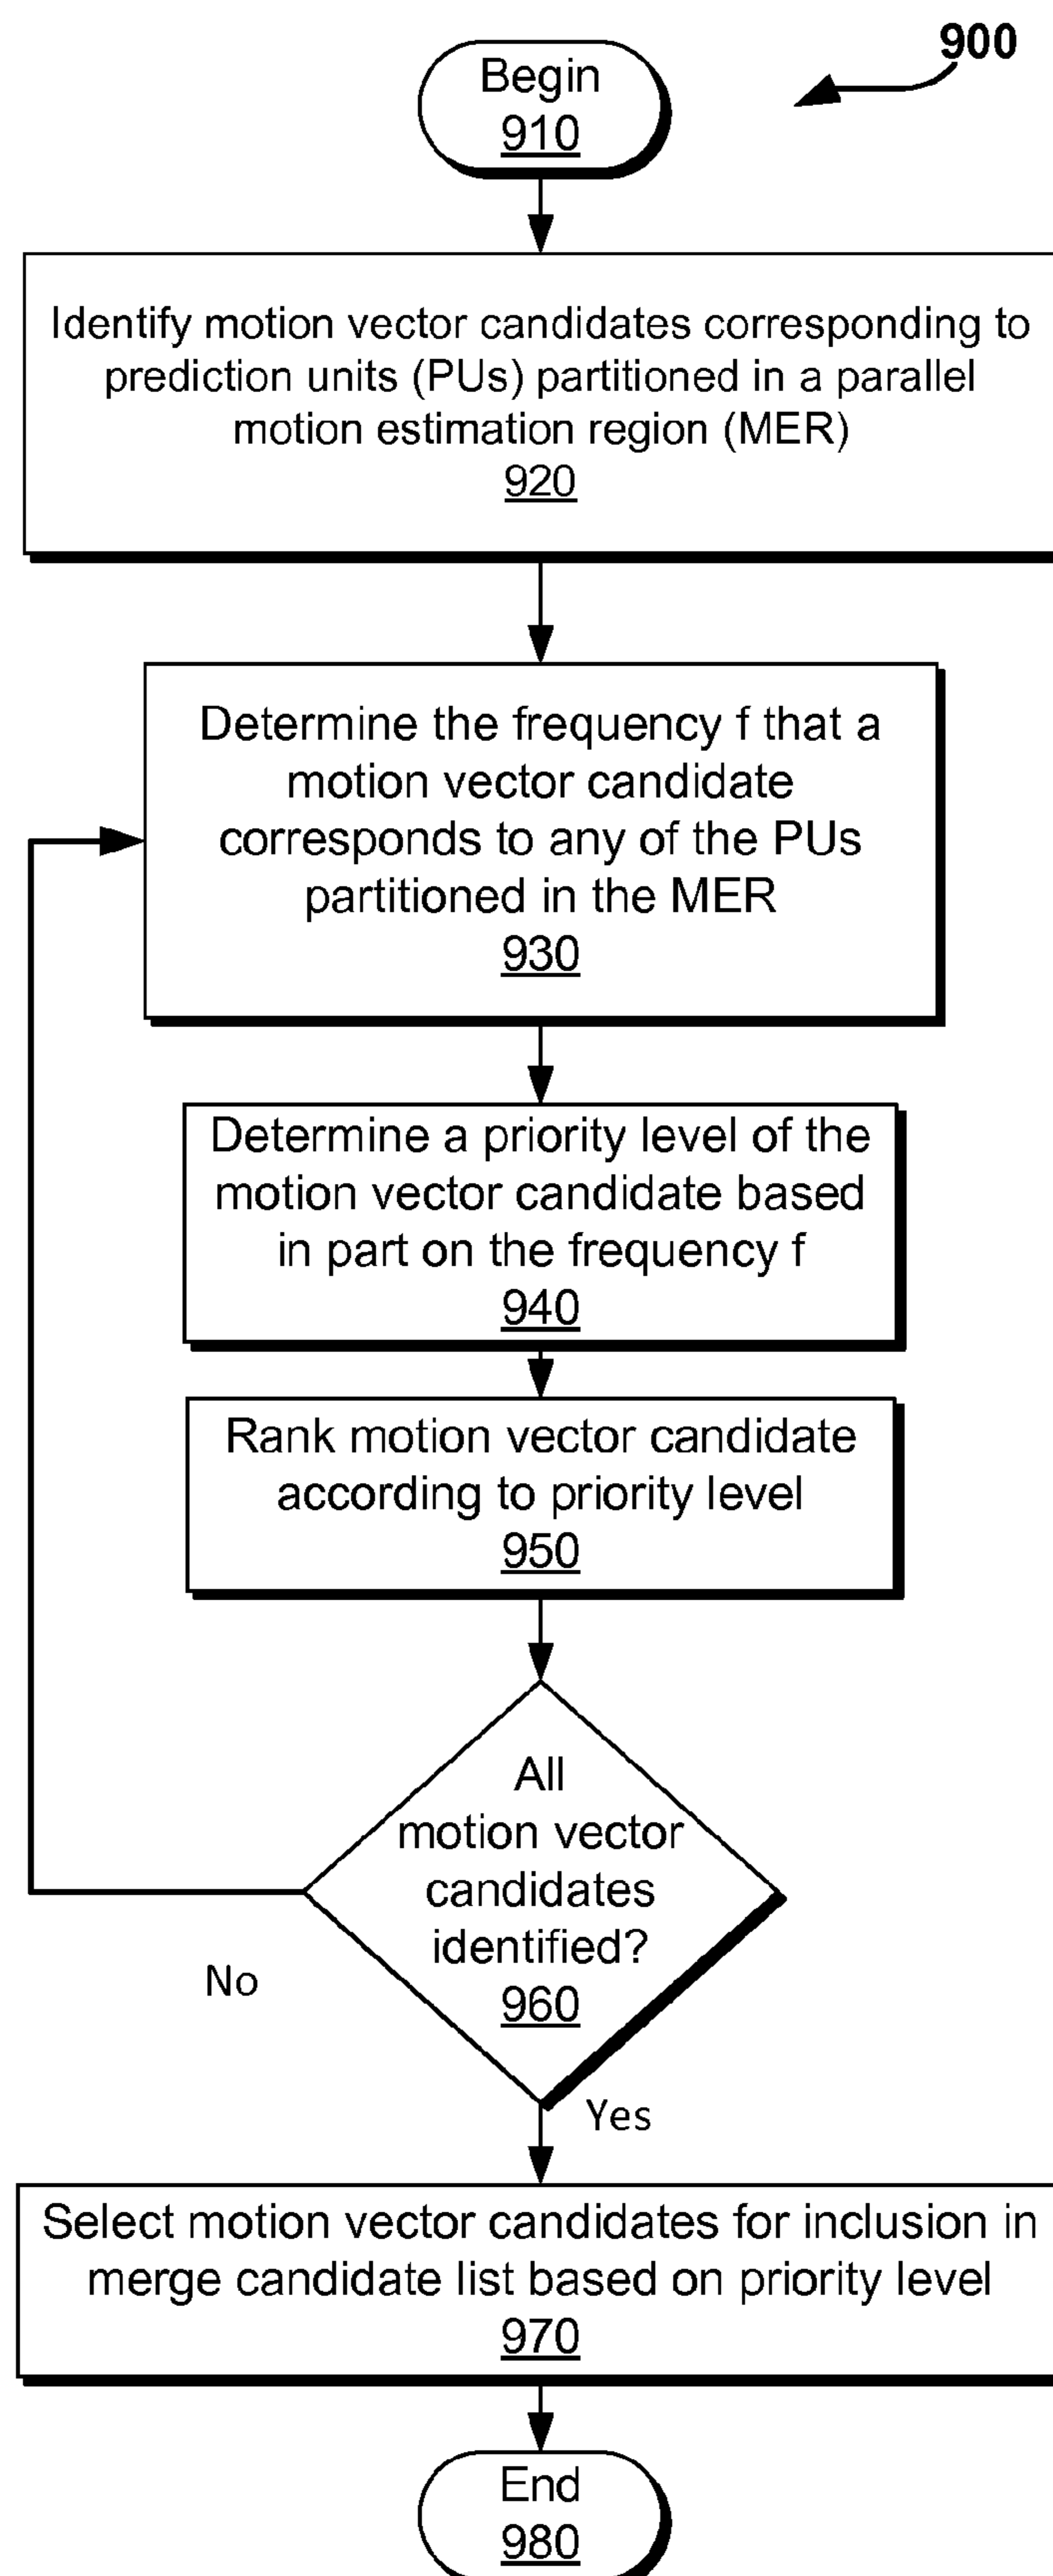 900
Begin
910
Identify motion vector candidates corresponding to
prediction units (PUs) partitioned in a parallel
motion estimation region (MER)
920
Determine the frequency f that a
motion vector candidate
corresponds to any of the PUs
partitioned in the MER
930
Determine a priority level of the
motion vector candidate based
in part on the frequency f
940
Rank motion vector candidate
according to priority level
950
All
motion vector
candidates
identified?
960
No
Yes
Select motion vector candidates for inclusion in
merge candidate list based on priority level
970
End
980